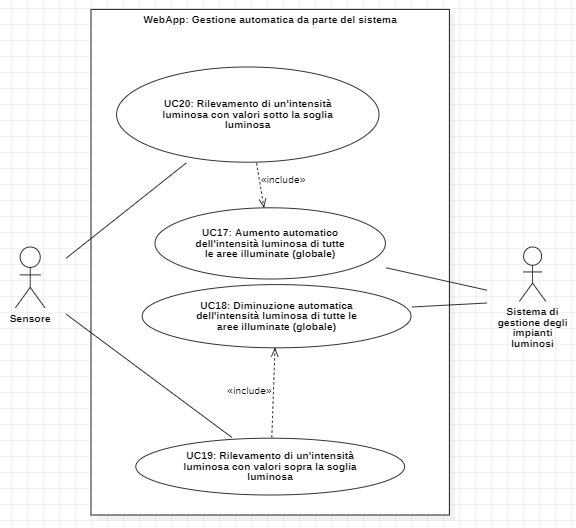 WebApp: Gestione automatica da parte del sistema
UC20: Rilevamento di un'intensità
luminosa con valori sotto la soglia
luminosa
«include»
UC17: Aumento automatico
dell'intensità luminosa di tutte
le aree illuminate (globale)
UC18: Diminuzione automatica
dell'intensità luminosa di tutte le
aree illuminate (globale)
Sensore
Sistema di
gestione degli
impianti
luminosi
«include»
UC19: Rilevamento di un'intensità
luminosa con valori sopra la soglia
luminosa